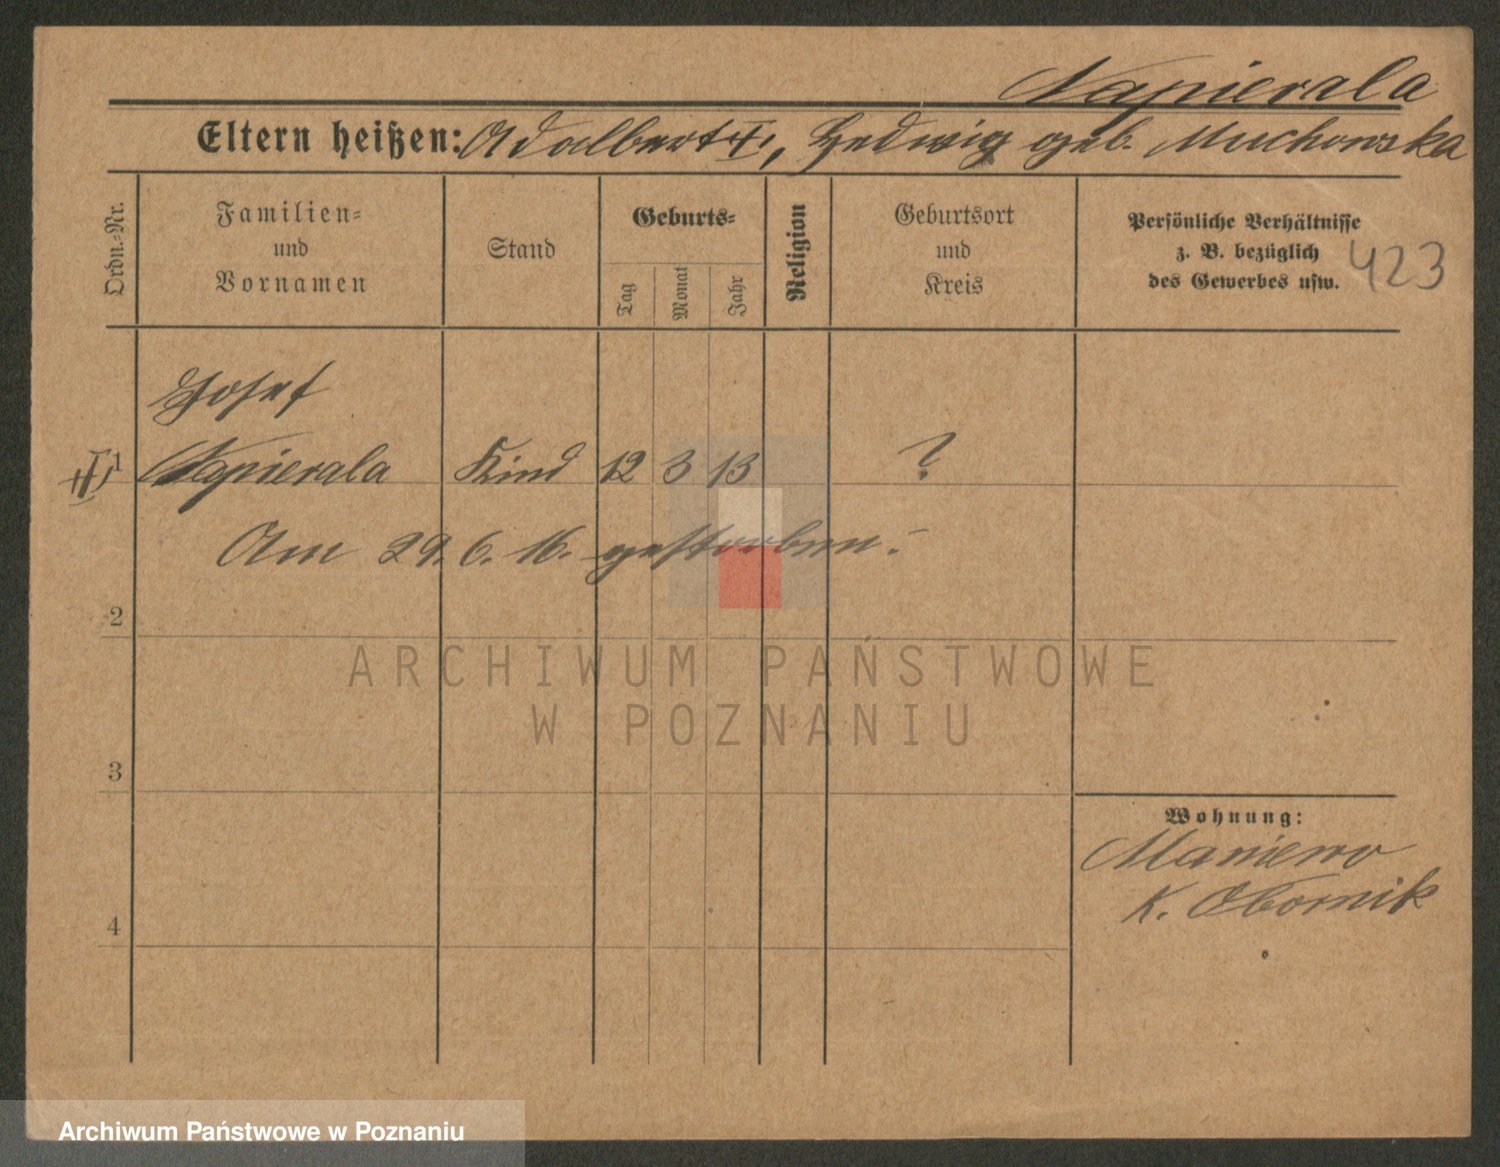 Napierala
Eltern heißen: Adalbert II, Hedwig geb. Muchowska
Ordn.-Nr.
Familien-
und
Vornamen
Stand
Geburts-
Tag
Monat
Jahr
Religion
Geburtsort
und
Kreis
Persönliche Verhältnisse
z. B. bezüglich
des Gewerbes usw.
423
Josef
1 Napierala Kind 12 3 13 ?
Am 29. 6. 16. gestorben.
2
ARCHIWUM PAŃSTWOWE
W POZNANIU
3
Wohnung:
Maniewo
K. Obornik
4
Archiwum Państwowe w Poznaniu